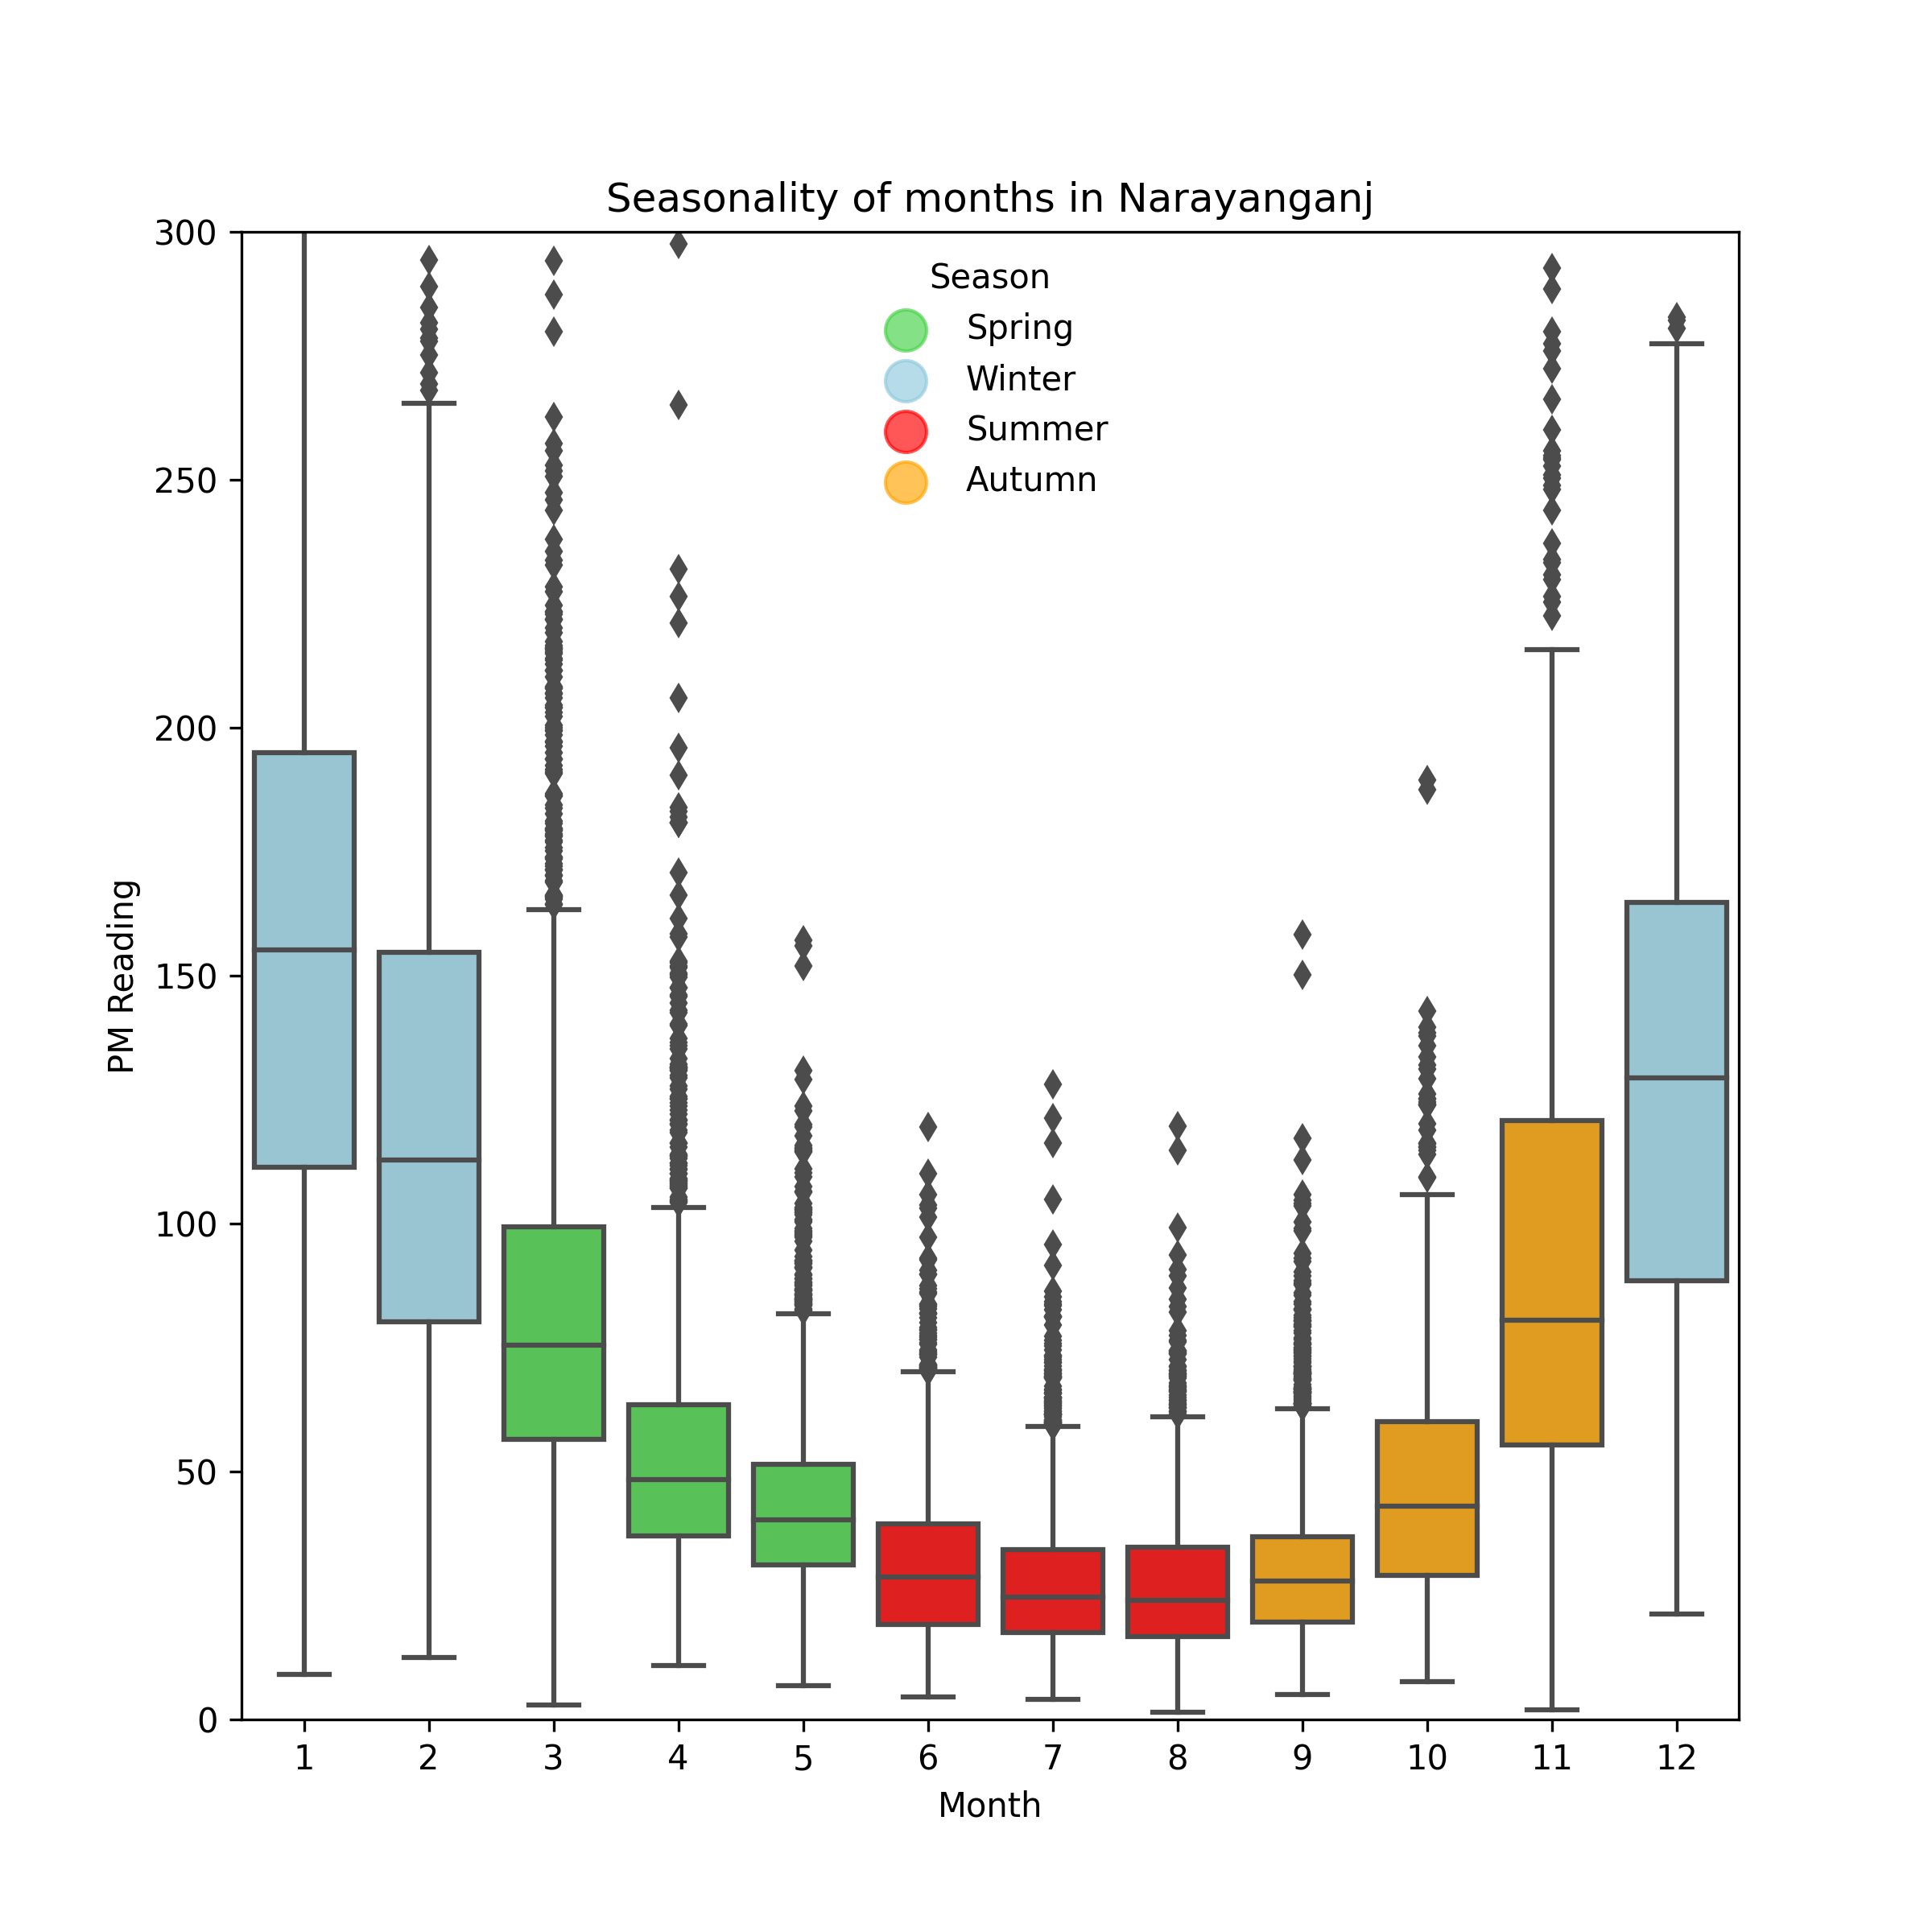 Seasonality of months in Narayanganj
Season
Spring
Winter
Summer
Autumn
300
250
200
150
100
50
0
PM Reading
1 2 3 4 5 6 7 8 9 10 11 12
Month